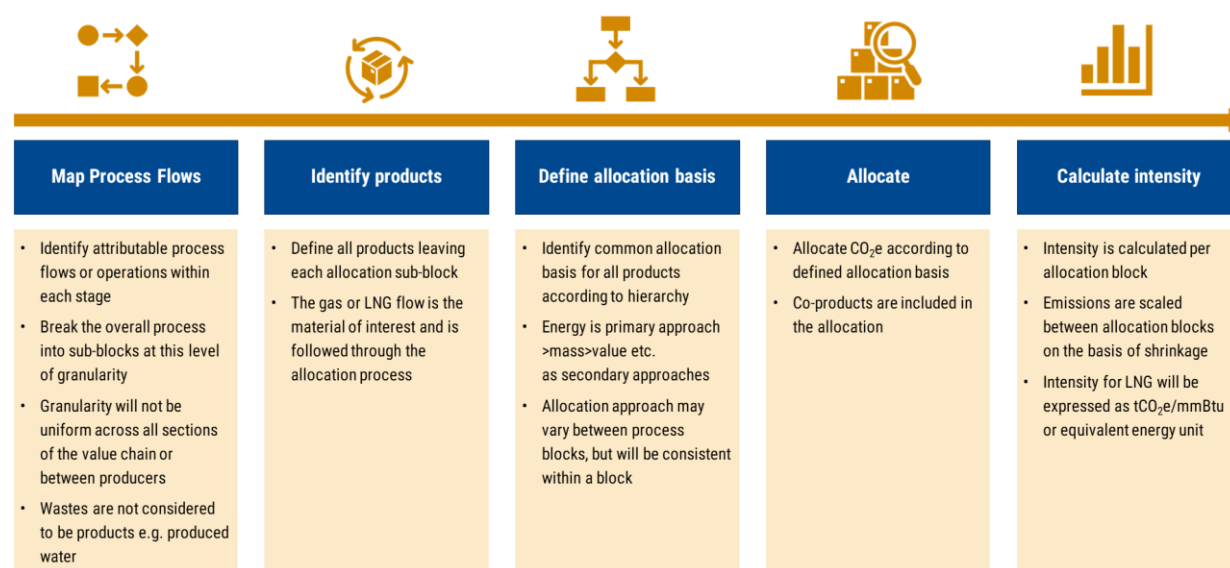 Map Process Flows
• Identify attributable process
flows or operations within
each stage
• Break the overall process
into sub-blocks at this level
of granularity
• Granularity will not be
uniform across all sections
of the value chain or
between producers
• Wastes are not considered
to be products e.g. produced
water
Identify products
• Define all products leaving
each allocation sub-block
• The gas or LNG flow is the
material of interest and is
followed through the
allocation process
Define allocation basis
• Identify common allocation
basis for all products
according to hierarchy
• Energy is primary approach
>mass>value etc.
as secondary approaches
• Allocation approach may
vary between process
blocks, but will be consistent
within a block
Allocate
• Allocate CO₂e according to
defined allocation basis
• Co-products are included in
the allocation
Calculate intensity
• Intensity is calculated per
allocation block
• Emissions are scaled
between allocation blocks
on the basis of shrinkage
• Intensity for LNG will be
expressed as tCO₂e/mmBtu
or equivalent energy unit